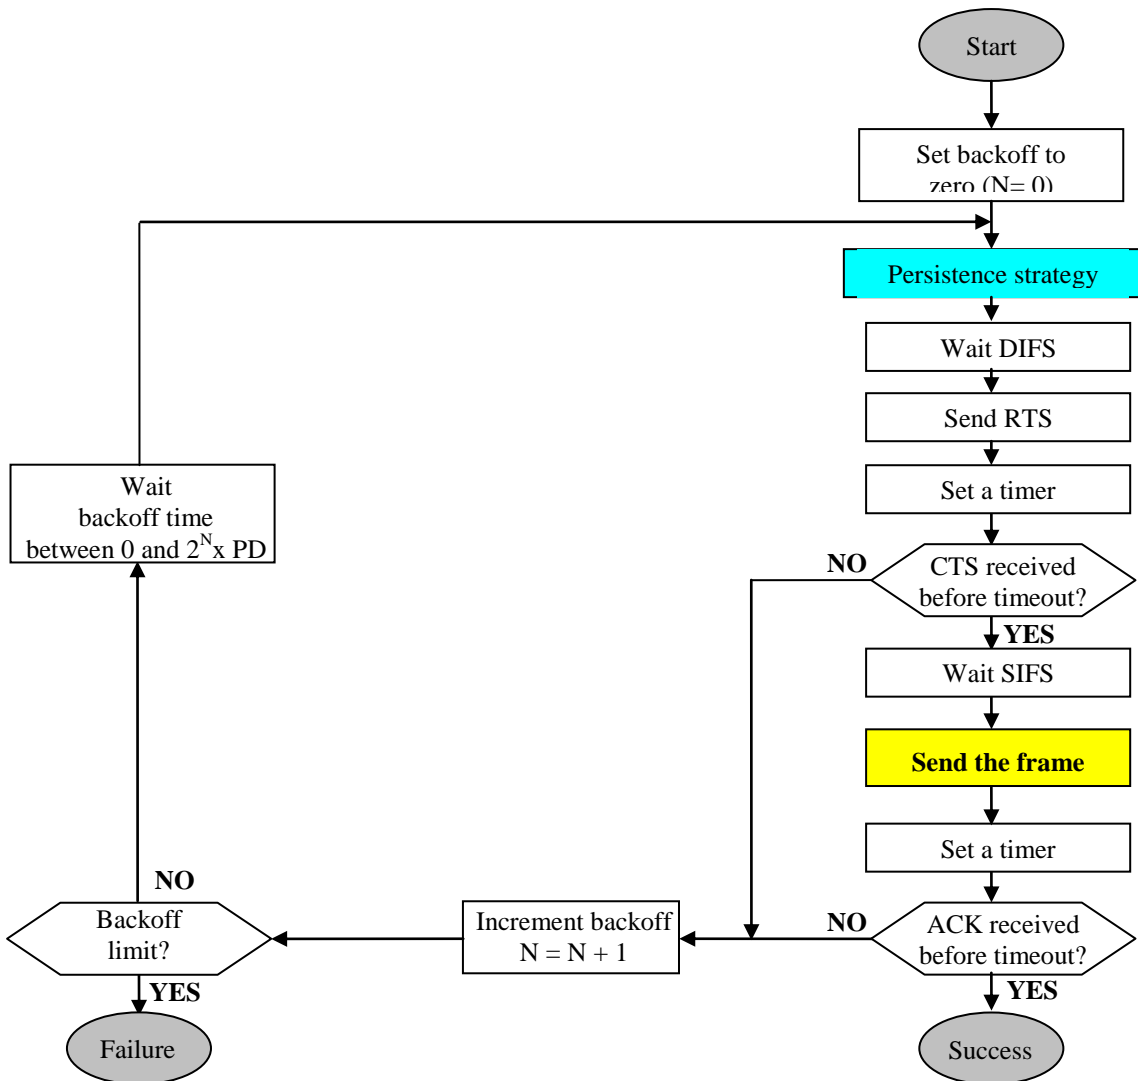 Start
Set backoff to
zero (N= 0)
Persistence strategy
Wait DIFS
Send RTS
Set a timer
CTS received
before timeout?
NO
YES
Wait SIFS
Send the frame
Set a timer
ACK received
before timeout?
NO
YES
Success
Increment backoff
N = N + 1
Backoff
limit?
NO
YES
Failure
Wait
backoff time
between 0 and 2^N x PD